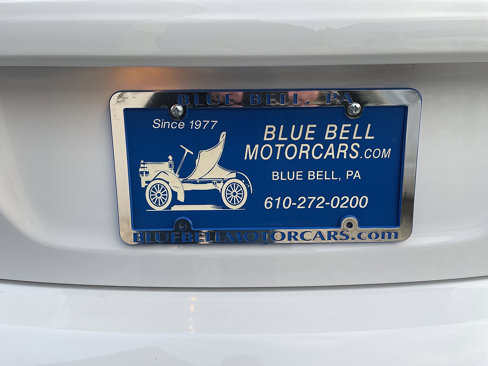 BLUE BELL, PA
Since 1977
BLUE BELL
MOTORCARS.COM
BLUE BELL, PA
610-272-0200
BLUEBELLMOTORCARS.com